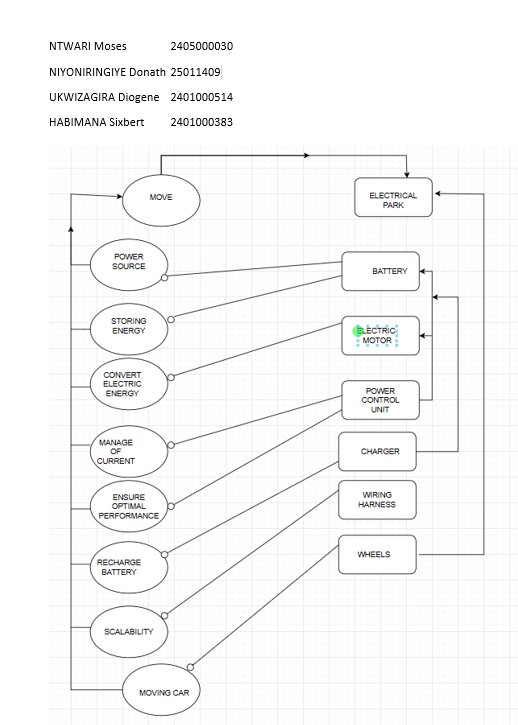 NTWARI Moses 2405000030
NIYONIRINGIYE Donath 25011409
UKWIZAGIRA Diogene 2401000514
HABIMANA Sixbert 2401000383
MOVE
ELECTRICAL
PARK
POWER
SOURCE
BATTERY
STORING
ENERGY
ELECTRIC
MOTOR
CONVERT
ELECTRIC
ENERGY
POWER
CONTROL
UNIT
MANAGE
OF
CURRENT
CHARGER
ENSURE
OPTIMAL
PERFORMANCE
WIRING
HARNESS
RECHARGE
BATTERY
WHEELS
SCALABILITY
MOVING CAR